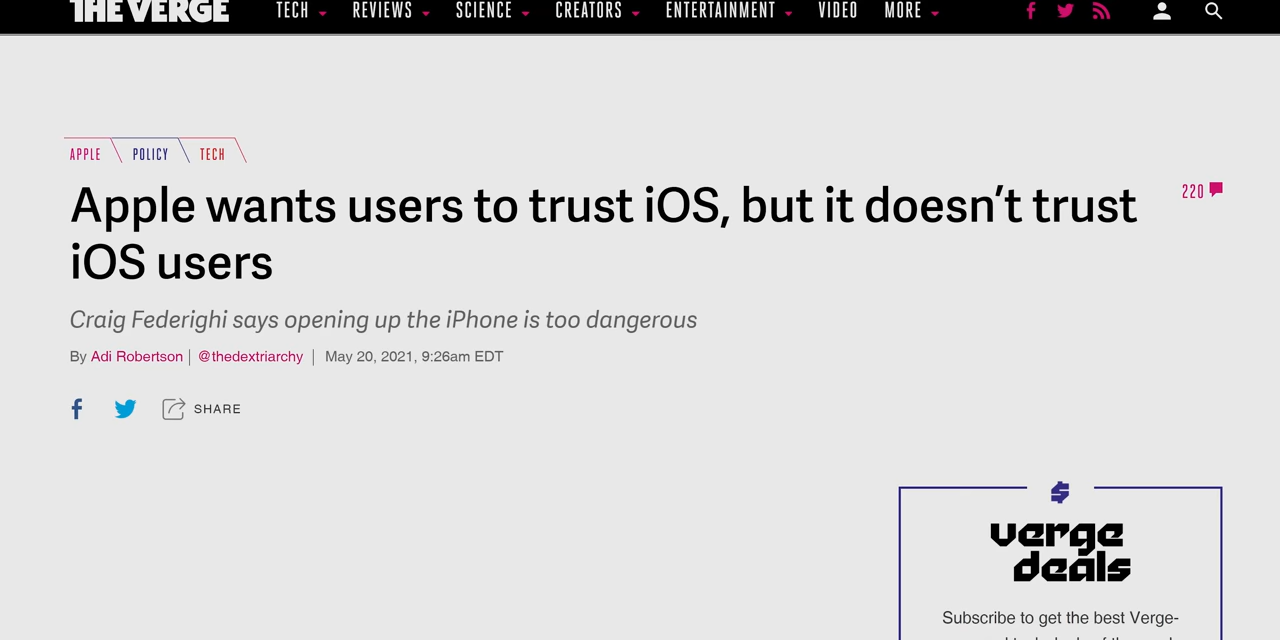 THE VERGE
TECH REVIEWS SCIENCE CREATORS ENTERTAINMENT VIDEO MORE
APPLE POLICY TECH
Apple wants users to trust iOS, but it doesn’t trust
iOS users
220
Craig Federighi says opening up the iPhone is too dangerous
By Adi Robertson | @thedextriarchy | May 20, 2021, 9:26am EDT
SHARE
verge
deals
Subscribe to get the best Verge-